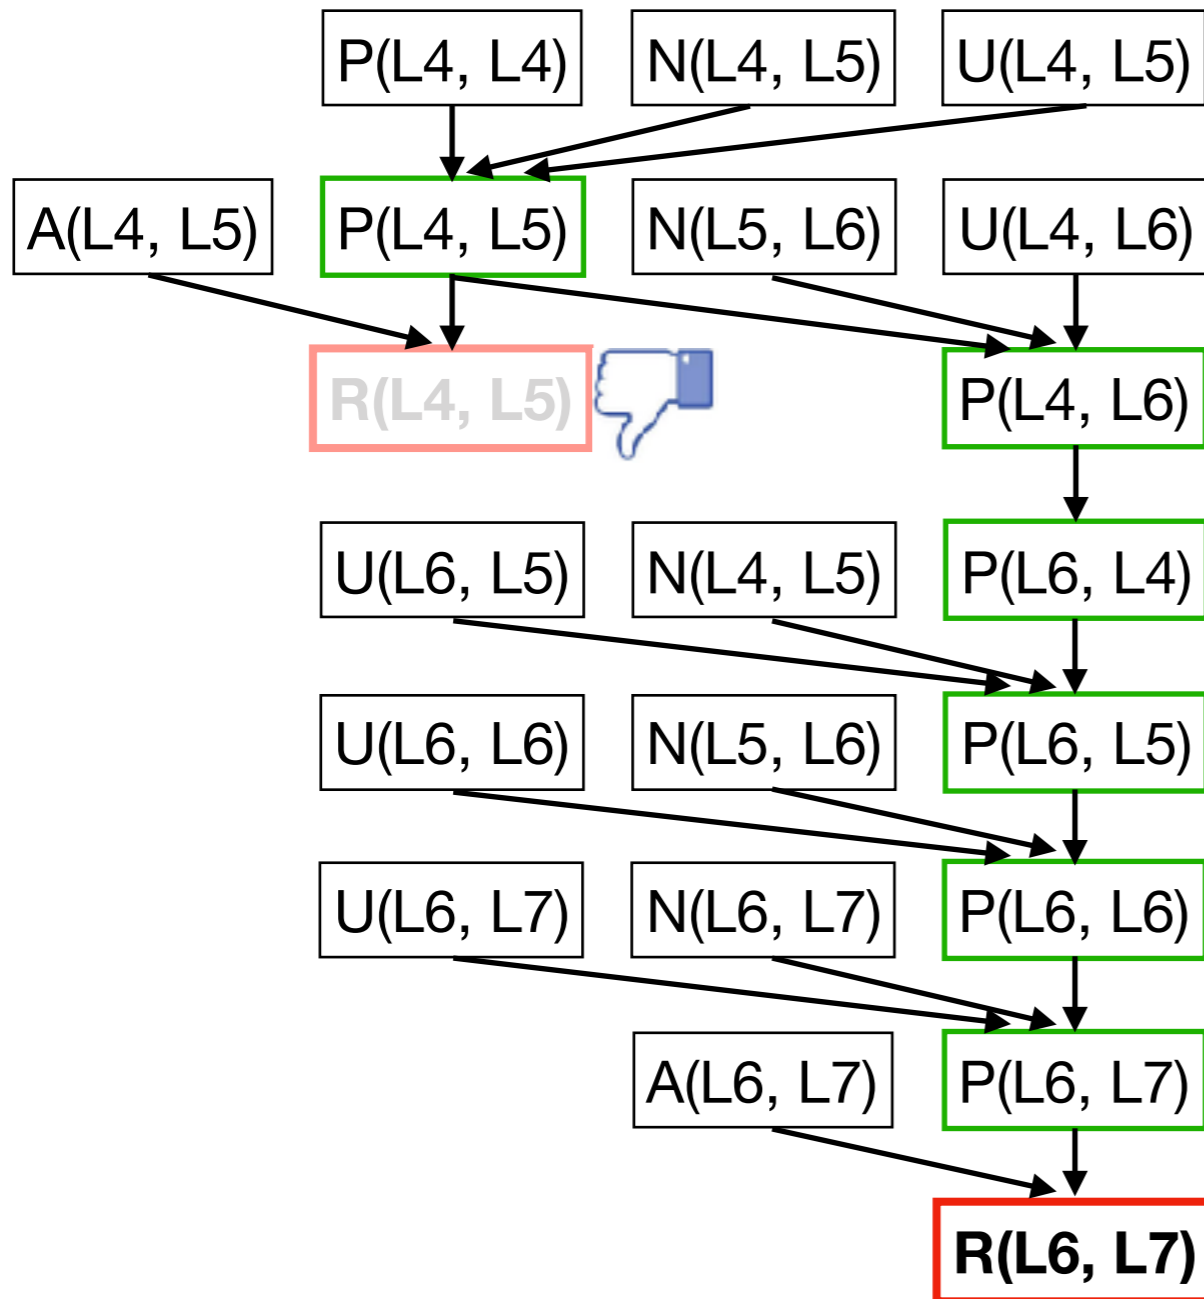 P(L4, L4) N(L4, L5) U(L4, L5)
A(L4, L5) P(L4, L5) N(L5, L6) U(L4, L6)
R(L4, L5) P(L4, L6)
U(L6, L5) N(L4, L5) P(L6, L4)
U(L6, L6) N(L5, L6) P(L6, L5)
U(L6, L7) N(L6, L7) P(L6, L6)
A(L6, L7) P(L6, L7)
R(L6, L7)